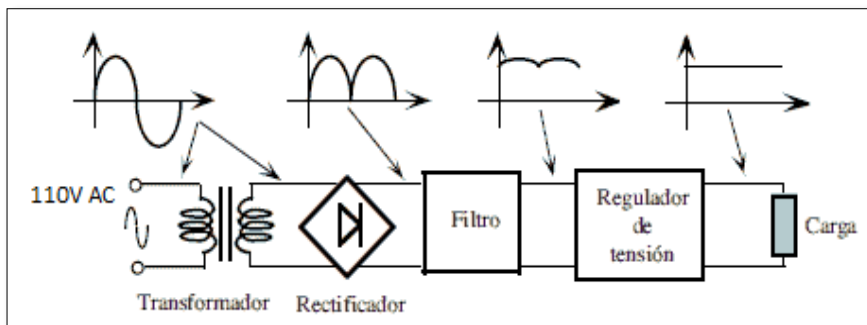 110V AC
Filtro
Regulador
de
tensión
Carga
Transformador
Rectificador